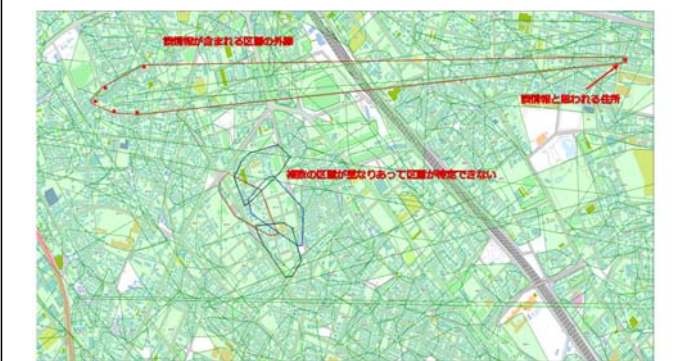 誤情報が含まれる区画の外郭
誤情報と思われる住所
複数の区画が重なりあって区画が特定できない